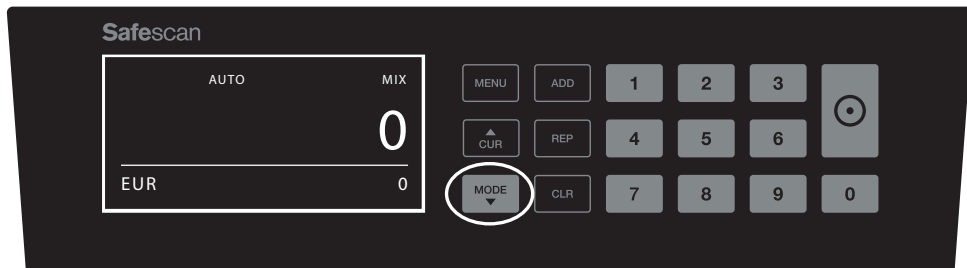 Safescan
AUTO MIX
0
EUR 0
MENU ADD 1 2 3
CUR REP 4 5 6
MODE CLR 7 8 9 0